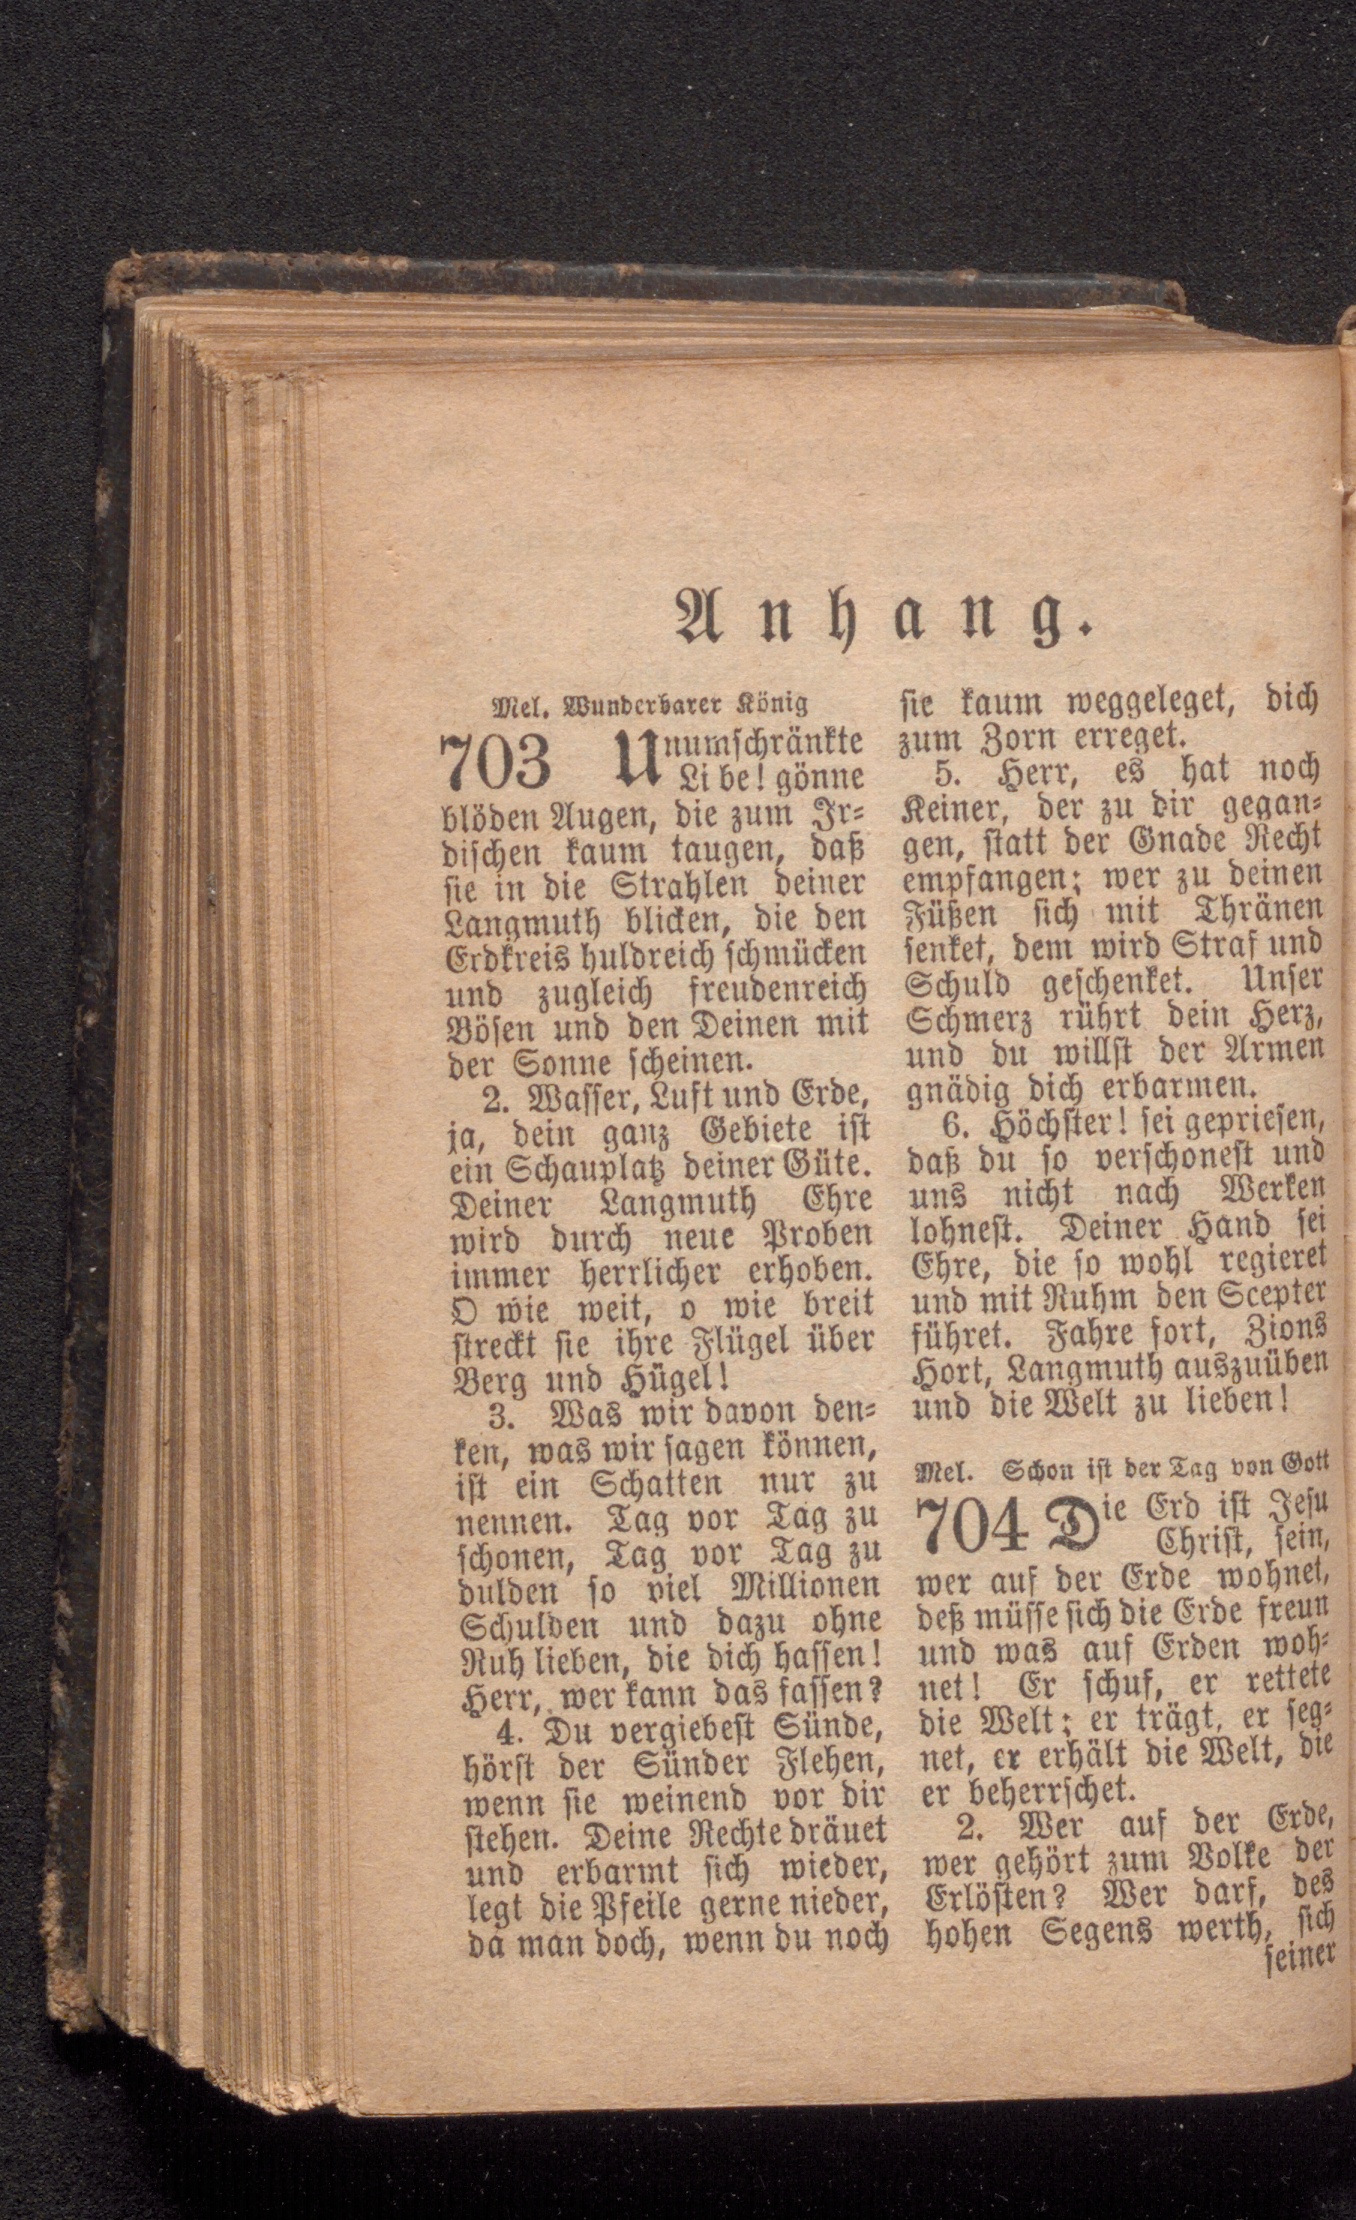 Anhang.
Mel. Wunderbarer König
703 Unumschränkte
Li be! gönne
blöden Augen, die zum Ir-
dischen kaum taugen, daß
sie in die Strahlen deiner
Langmuth blicken, die den
Erdkreis huldreich schmücken
und zugleich freudenreich
Bösen und den Deinen mit
der Sonne scheinen.
2. Wasser, Luft und Erde,
ja, dein ganz Gebiete ist
ein Schauplatz deiner Güte.
Deiner Langmuth Ehre
wird durch neue Proben
immer herrlicher erhoben.
O wie weit, o wie breit
streckt sie ihre Flügel über
Berg und Hügel!
3. Was wir davon den-
ken, was wir sagen können,
ist ein Schatten nur zu
nennen. Tag vor Tag zu
schonen, Tag vor Tag zu
dulden so viel Millionen
Schulden und dazu ohne
Ruh lieben, die dich hassen!
Herr, wer kann das fassen?
4. Du vergiebest Sünde,
hörst der Sünder Flehen,
wenn sie weinend vor dir
stehen. Deine Rechte dräuet
und erbarmt sich wieder,
legt die Pfeile gerne nieder,
da man doch, wenn du noch
sie kaum weggeleget, dich
zum Zorn erreget.
5. Herr, es hat noch
Keiner, der zu dir gegan-
gen, statt der Gnade Recht
empfangen; wer zu deinen
Füßen sich mit Thränen
senket, dem wird Straf und
Schuld geschenket. Unser
Schmerz rührt dein Herz,
und du willst der Armen
gnädig dich erbarmen.
6. Höchster! sei gepriesen,
daß du so verschonest und
uns nicht nach Werken
lohnest. Deiner Hand sei
Ehre, die so wohl regieret
und mit Ruhm den Scepter
führet. Fahre fort, Zions
Hort, Langmuth auszuüben
und die Welt zu lieben!
Mel. Schon ist der Tag von Gott
704 Die Erd ist Jesu
Christ, sein,
wer auf der Erde wohnet,
deß müsse sich die Erde freun
und was auf Erden woh-
net! Er schuf, er rettete
die Welt; er trägt, er seg-
net, er erhält die Welt, die
er beherrschet.
2. Wer auf der Erde,
wer gehört zum Volke der
Erlösten? Wer darf, des
hohen Segens werth, sich
seiner